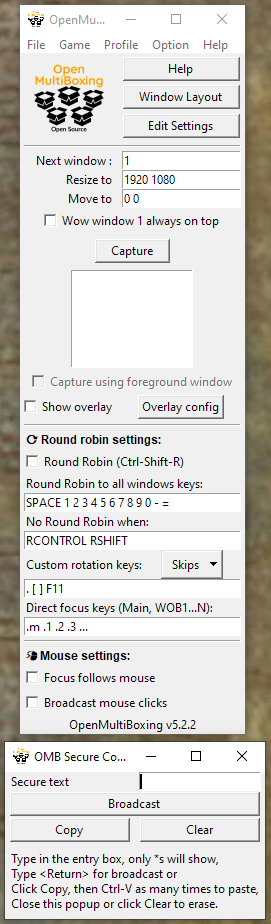 OpenMu...
File Game Profile Option Help
Open
MultiBoxing
Open Source
Help
Window Layout
Edit Settings
Next window : 1
Resize to 1920 1080
Move to 0 0
Wow window 1 always on top
Capture
Capture using foreground window
Show overlay Overlay config
Round robin settings:
Round Robin (Ctrl-Shift-R)
Round Robin to all windows keys:
SPACE 1 2 3 4 5 6 7 8 9 0 - =
No Round Robin when:
RCONTROL RSHIFT
Custom rotation keys: Skips
. [ ] F11
Direct focus keys (Main, WOB1...N):
.m .1 .2 .3 ...
Mouse settings:
Focus follows mouse
Broadcast mouse clicks
OpenMultiBoxing v5.2.2
OMB Secure Co...
Secure text
Broadcast
Copy Clear
Type in the entry box, only *s will show,
Type <Return> for broadcast or
Click Copy, then Ctrl-V as many times to paste,
Close this popup or click Clear to erase.